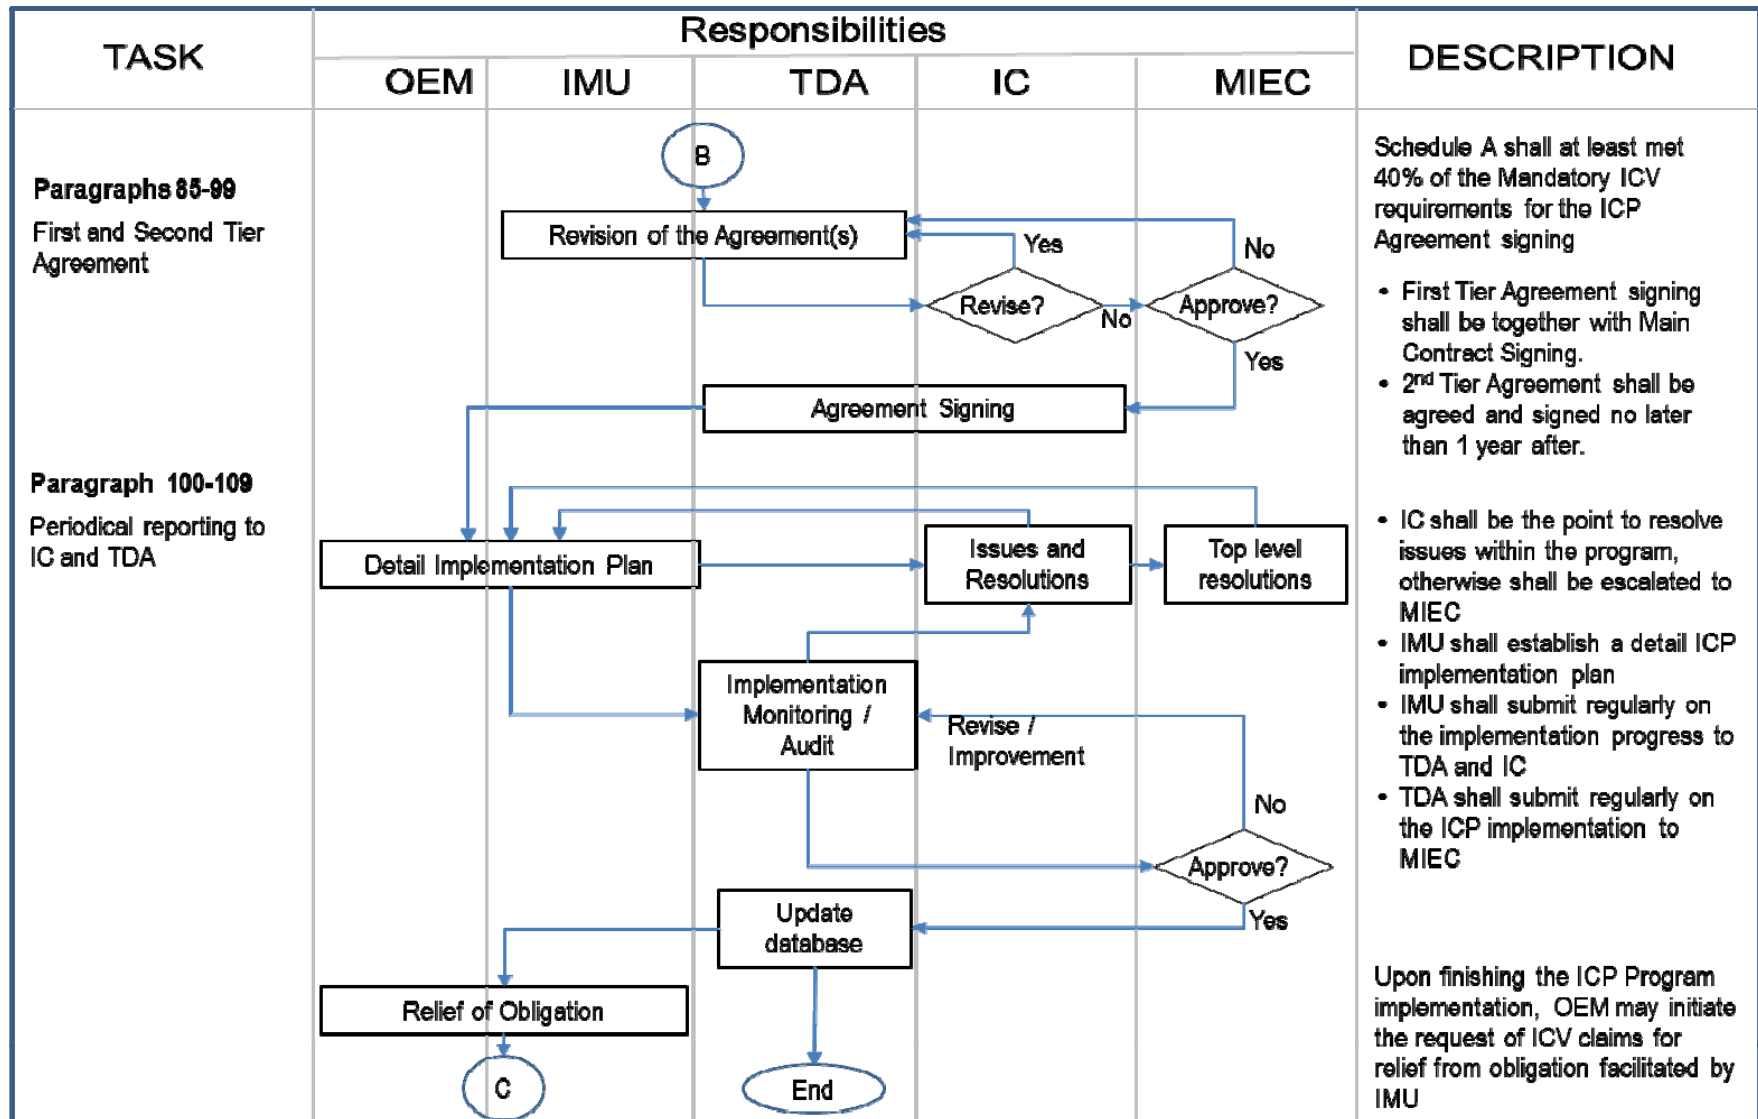 TASK
Responsibilities
DESCRIPTION
OEM
IMU
TDA
IC
MIEC
Paragraphs 85-99
First and Second Tier
Agreement
B
Revision of the Agreement(s)
Yes
No
Revise?
No
Approve?
Yes
Agreement Signing
Schedule A shall at least met
40% of the Mandatory ICV
requirements for the ICP
Agreement signing
• First Tier Agreement signing
shall be together with Main
Contract Signing.
• 2nd Tier Agreement shall be
agreed and signed no later
than 1 year after.
Paragraph 100-109
Periodical reporting to
IC and TDA
Detail Implementation Plan
Issues and
Resolutions
Top level
resolutions
Implementation
Monitoring /
Audit
Revise /
Improvement
No
Approve?
Yes
Update
database
Relief of Obligation
C
End
• IC shall be the point to resolve
issues within the program,
otherwise shall be escalated to
MIEC
• IMU shall establish a detail ICP
implementation plan
• IMU shall submit regularly on
the implementation progress to
TDA and IC
• TDA shall submit regularly on
the ICP implementation to
MIEC
Upon finishing the ICP Program
implementation, OEM may initiate
the request of ICV claims for
relief from obligation facilitated by
IMU